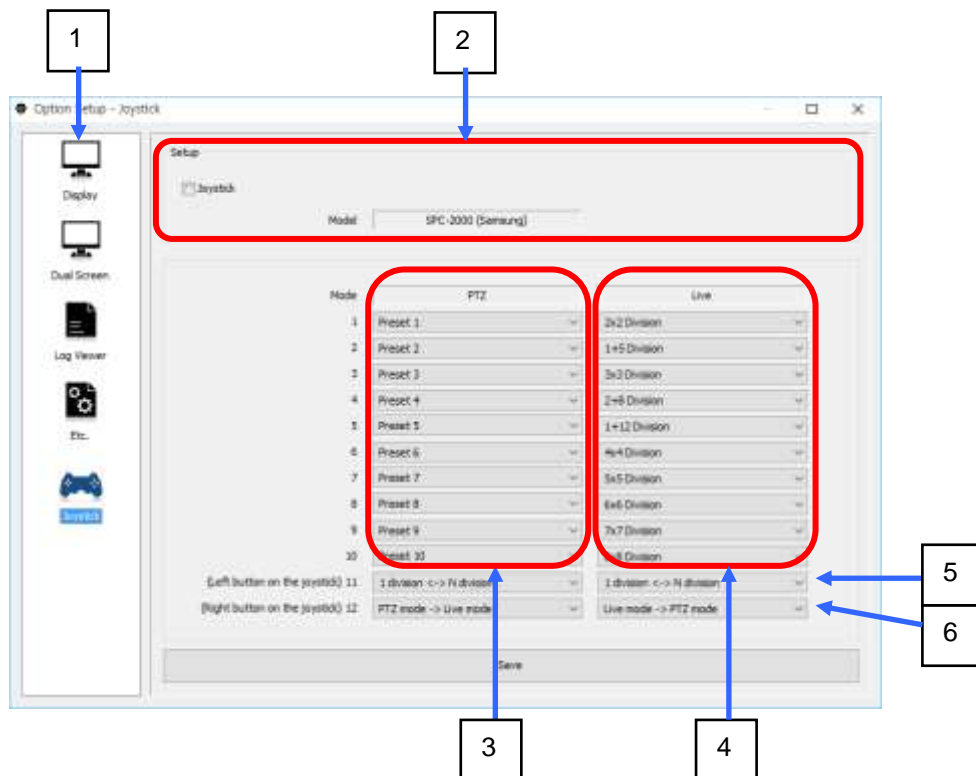 1
2
Option Setup - Joystick
Display
Dual Screen
Log Viewer
Etc.
Joystick
Setup
Joystick
Model SPC-2000 (Samsung)
Mode PTZ Live
1 Preset 1 2x2 Division
2 Preset 2 1+5 Division
3 Preset 3 3x3 Division
4 Preset 4 2+8 Division
5 Preset 5 1+12 Division
6 Preset 6 4x4 Division
7 Preset 7 5x5 Division
8 Preset 8 6x6 Division
9 Preset 9 7x7 Division
10 Preset 10 Division
(Left button on the joystick) 11 1 division <-> N division 1 division <-> N division
(Right button on the joystick) 12 PTZ mode -> Live mode Live mode -> PTZ mode
Save
5
6
3
4